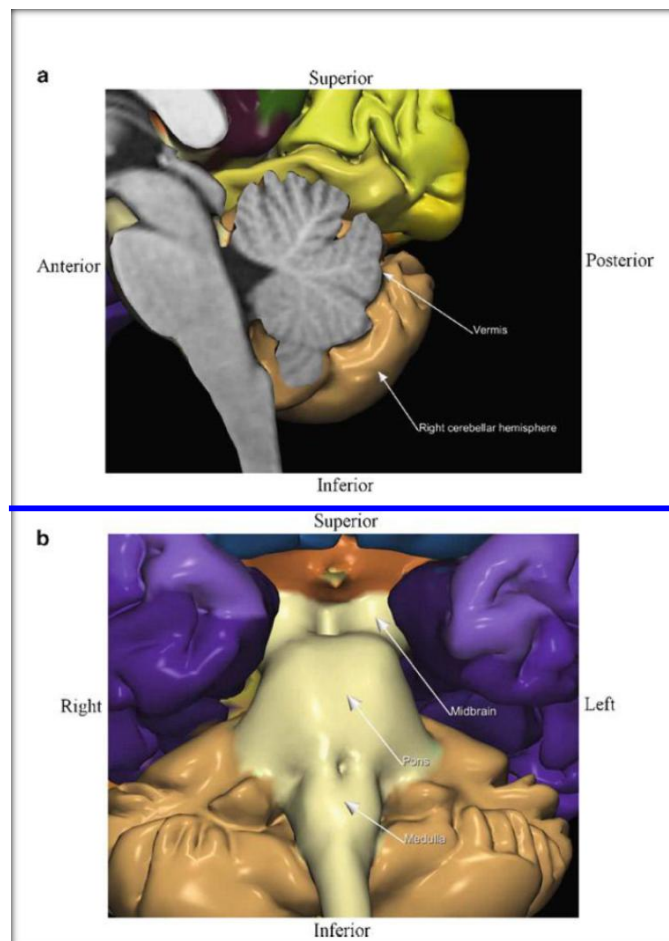 a
Superior
Anterior
Posterior
Vermis
Right cerebellar hemisphere
Inferior
b
Superior
Right
Left
Midbrain
Pons
Medulla
Inferior